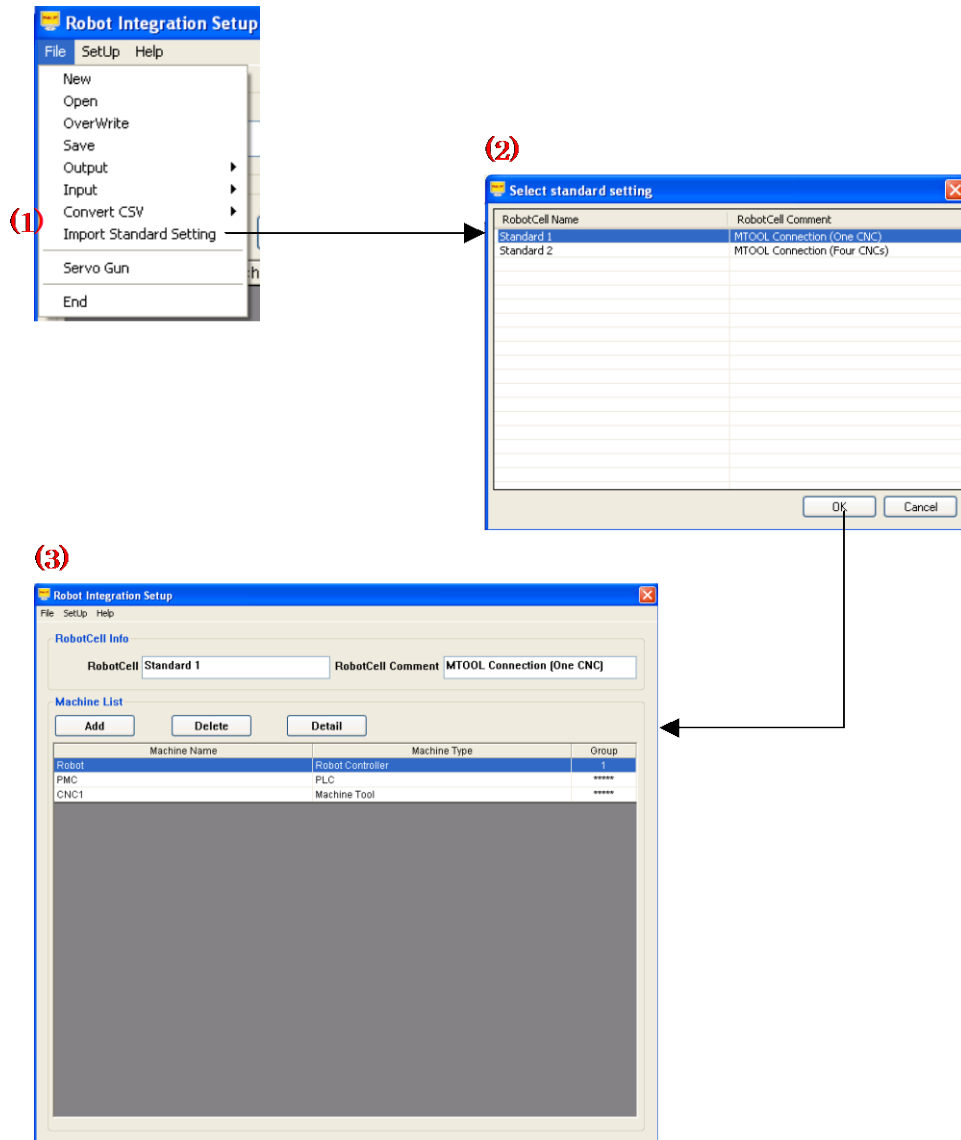 Robot Integration Setup
File SetUp Help
New
Open
OverWrite
Save
Output
Input
Convert CSV
(1)
Import Standard Setting
Servo Gun
h
End
(2)
Select standard setting
RobotCell Name RobotCell Comment
Standard 1 MTOOL Connection (One CNC)
Standard 2 MTOOL Connection (Four CNCs)
OK Cancel
(3)
Robot Integration Setup
File SetUp Help
RobotCell Info
RobotCell Standard 1 RobotCell Comment MTOOL Connection (One CNC)
Machine List
Add Delete Detail
Machine Name Machine Type Group
Robot Robot Controller 1
PMC PLC *****
CNC1 Machine Tool *****